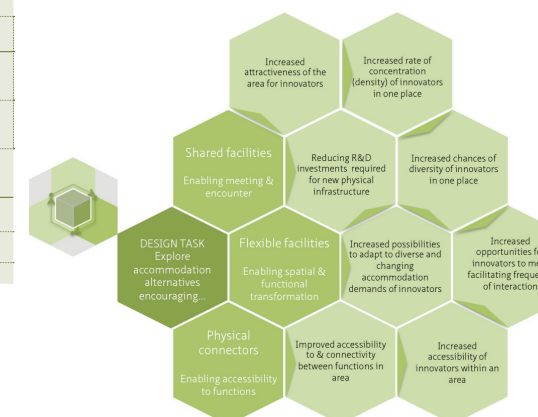 Increased
attractiveness of the
area for innovators
Increased rate of
concentration
(density) of innovators
in one place
Shared facilities
Enabling meeting &
encounter
Reducing R&D
investments required
for new physical
infrastructure
Increased chances of
diversity of innovators
in one place
DESIGN TASK
Explore
accommodation
alternatives
encouraging...
Flexible facilities
Enabling spatial &
functional
transformation
Increased possibilities
to adapt to diverse and
changing
accommodation
demands of innovators
Increased
opportunities
innovators to
facilitating
of interaction
Physical
connectors
Enabling accessibility
to functions
Improved accessibility
to & connectivity
between functions in
area
Increased
accessibility of
innovators within an
area